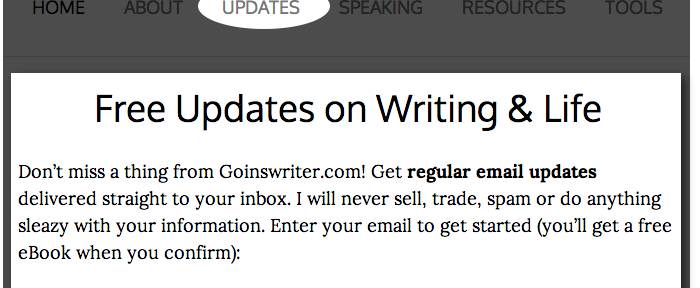 HOME ABOUT UPDATES SPEAKING RESOURCES TOOLS
Free Updates on Writing & Life
Don't miss a thing from Goinswriter.com! Get regular email updates
delivered straight to your inbox. I will never sell, trade, spam or do anything
sleazy with your information. Enter your email to get started (you'll get a free
eBook when you confirm):